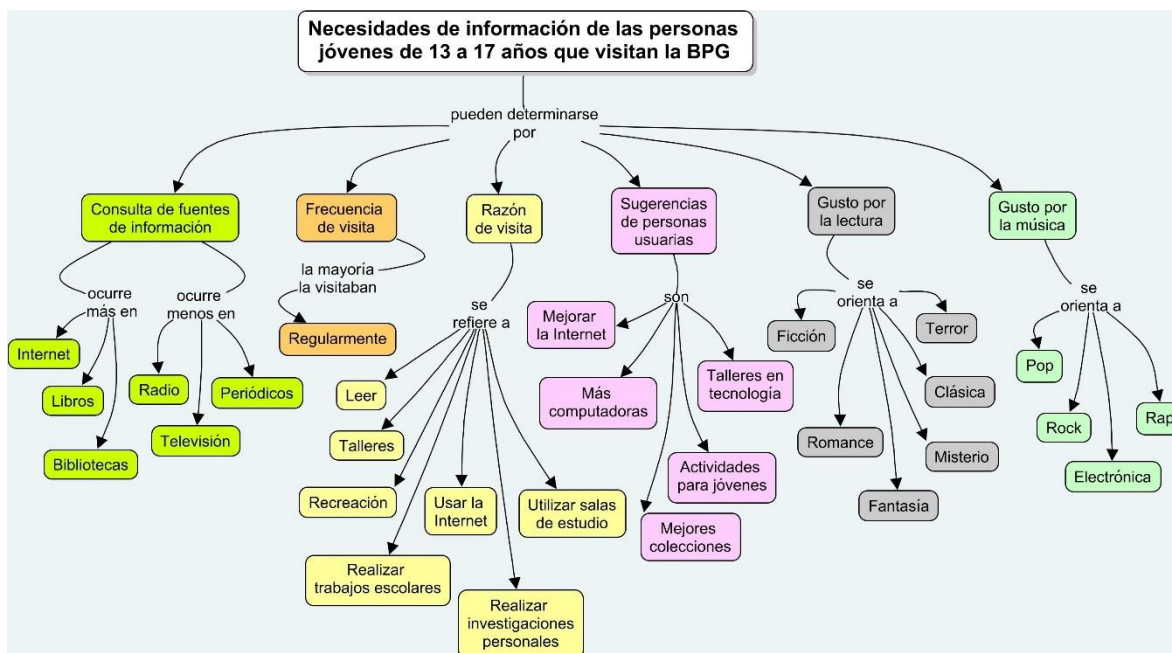 Necesidades de información de las personas
jóvenes de 13 a 17 años que visitan la BPG
pueden determinarse
por
Consulta de fuentes
de información
ocurre
más en
Internet
Libros
Bibliotecas
ocurre
menos en
Radio
Televisión
Periódicos
Frecuencia
de visita
la mayoría
la visitaban
Regularmente
Razón
de visita
se
refiere a
Leer
Talleres
Recreación
Realizar
trabajos escolares
Usar la
Internet
Realizar
investigaciones
personales
Utilizar salas
de estudio
Sugerencias
de personas
usuarias
son
Mejorar
la Internet
Más
computadoras
Mejores
colecciones
Actividades
para jóvenes
Talleres en
tecnología
Gusto por
la lectura
se
orienta a
Ficción
Romance
Fantasía
Misterio
Clásica
Terror
Gusto por
la música
se
orienta a
Pop
Rock
Electrónica
Rap